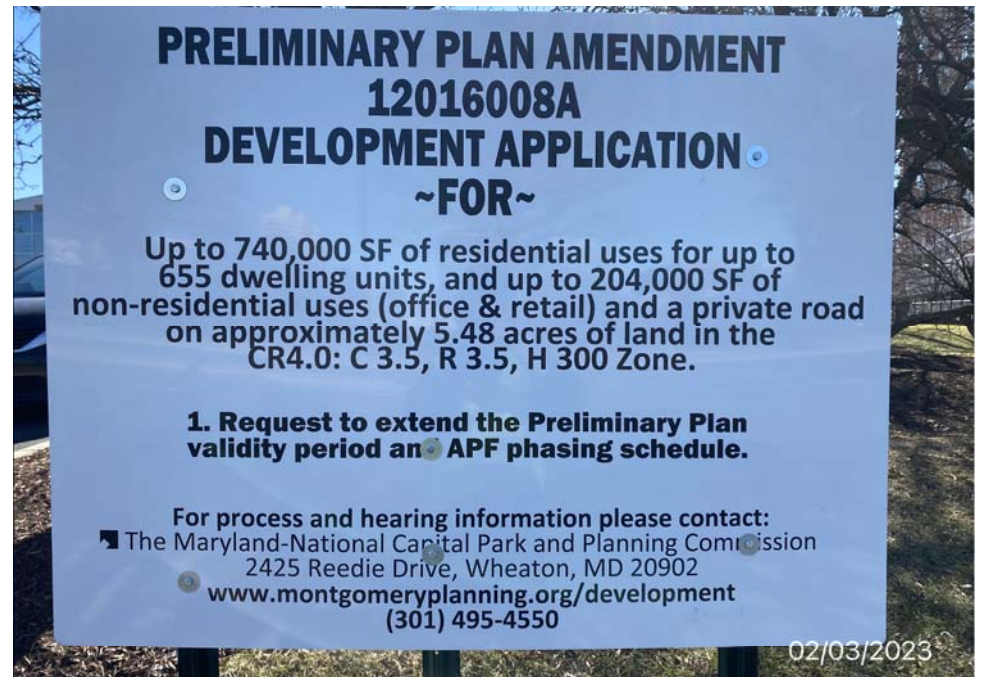 PRELIMINARY PLAN AMENDMENT
12016008A
DEVELOPMENT APPLICATION
~FOR~
Up to 740,000 SF of residential uses for up to
655 dwelling units, and up to 204,000 SF of
non-residential uses (office & retail) and a private road
on approximately 5.48 acres of land in the
CR4.0: C 3.5, R 3.5, H 300 Zone.
1. Request to extend the Preliminary Plan
validity period and APF phasing schedule.
For process and hearing information please contact:
The Maryland-National Capital Park and Planning Commission
2425 Reedie Drive, Wheaton, MD 20902
www.montgomeryplanning.org/development
(301) 495-4550
02/03/2023